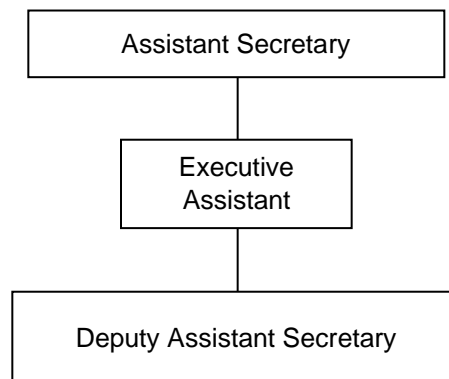 Assistant Secretary
Executive
Assistant
Deputy Assistant Secretary